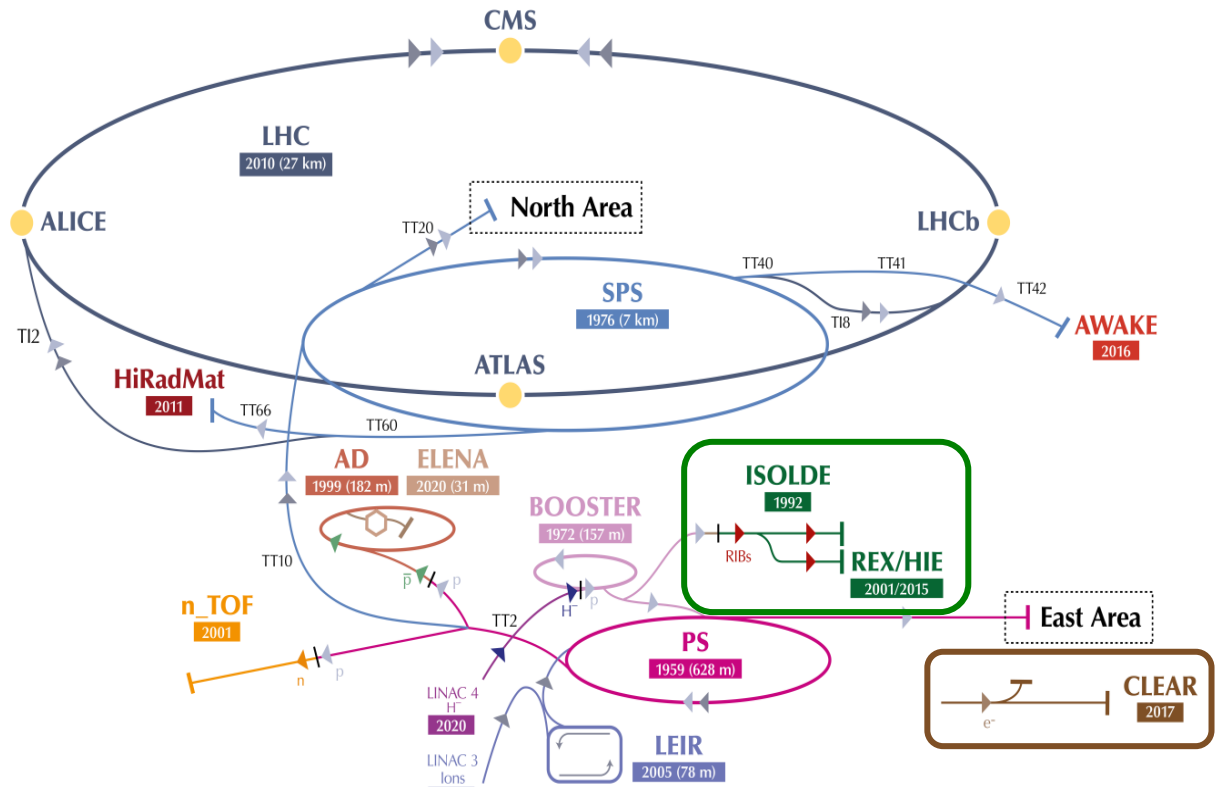 CMS
LHC
2010 (27 km)
North Area
TT20
ALICE
LHCb
TT40
TT41
TT42
SPS
1976 (7 km)
TI8
AWAKE
2016
TI2
ATLAS
HiRadMat
2011
TT66
TT60
AD
1999 (182 m)
ELENA
2020 (31 m)
ISOLDE
1992
BOOSTER
1972 (157 m)
RIBs
REX/HIE
2001/2015
TT10
p̅
p
H⁻
p
n_TOF
2001
TT2
East Area
n
p
PS
1959 (628 m)
LINAC 4
H⁻
2020
CLEAR
2017
e⁻
LINAC 3
Ions
LEIR
2005 (78 m)